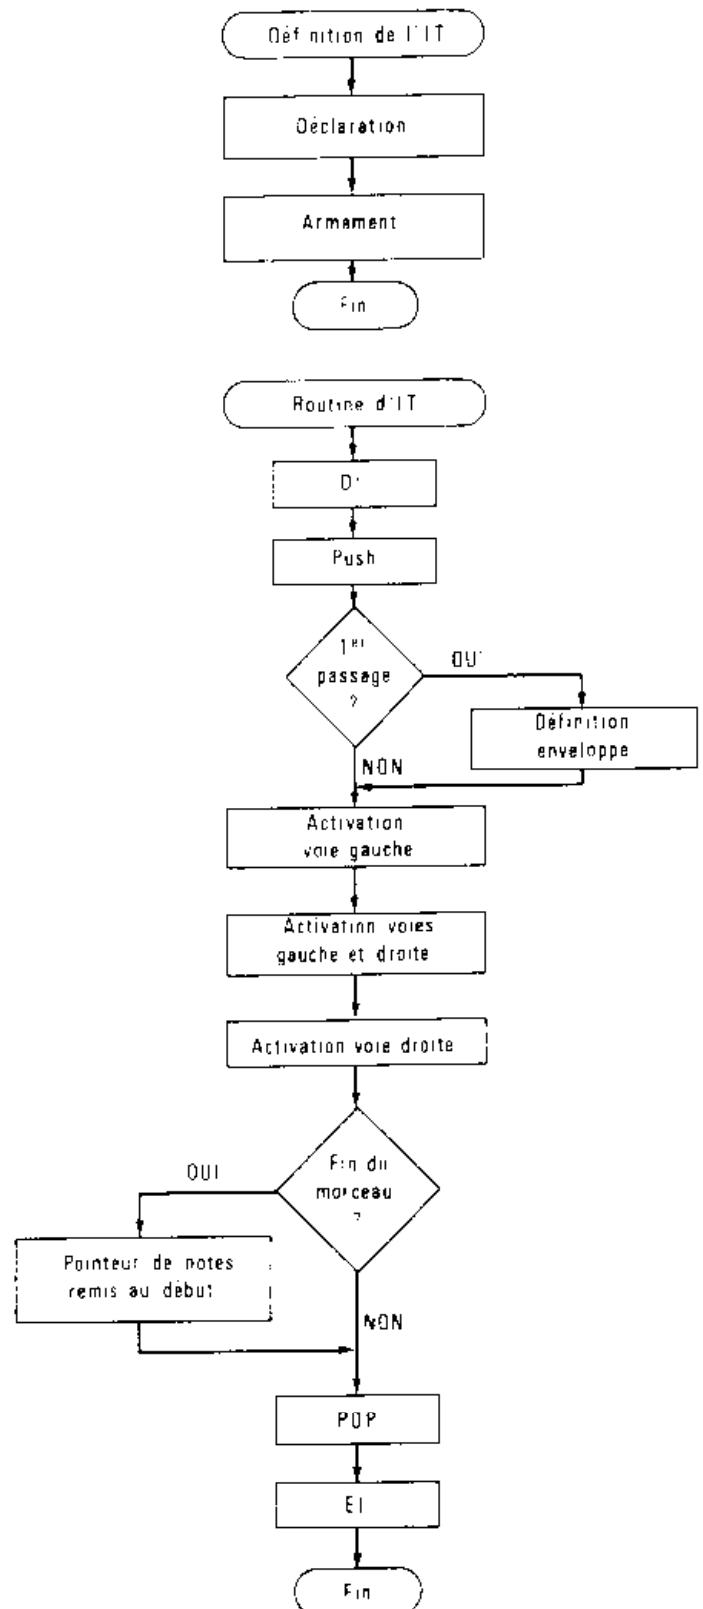 Définition de l'IT
Déclaration
Armement
Fin
Routine d'IT
DI
Push
1er
passage
?
OUI
Définition
enveloppe
NON
Activation
voie gauche
Activation voies
gauche et droite
Activation voie droite
Fin du
morceau
?
OUI
Pointeur de notes
remis au début
NON
POP
EI
Fin